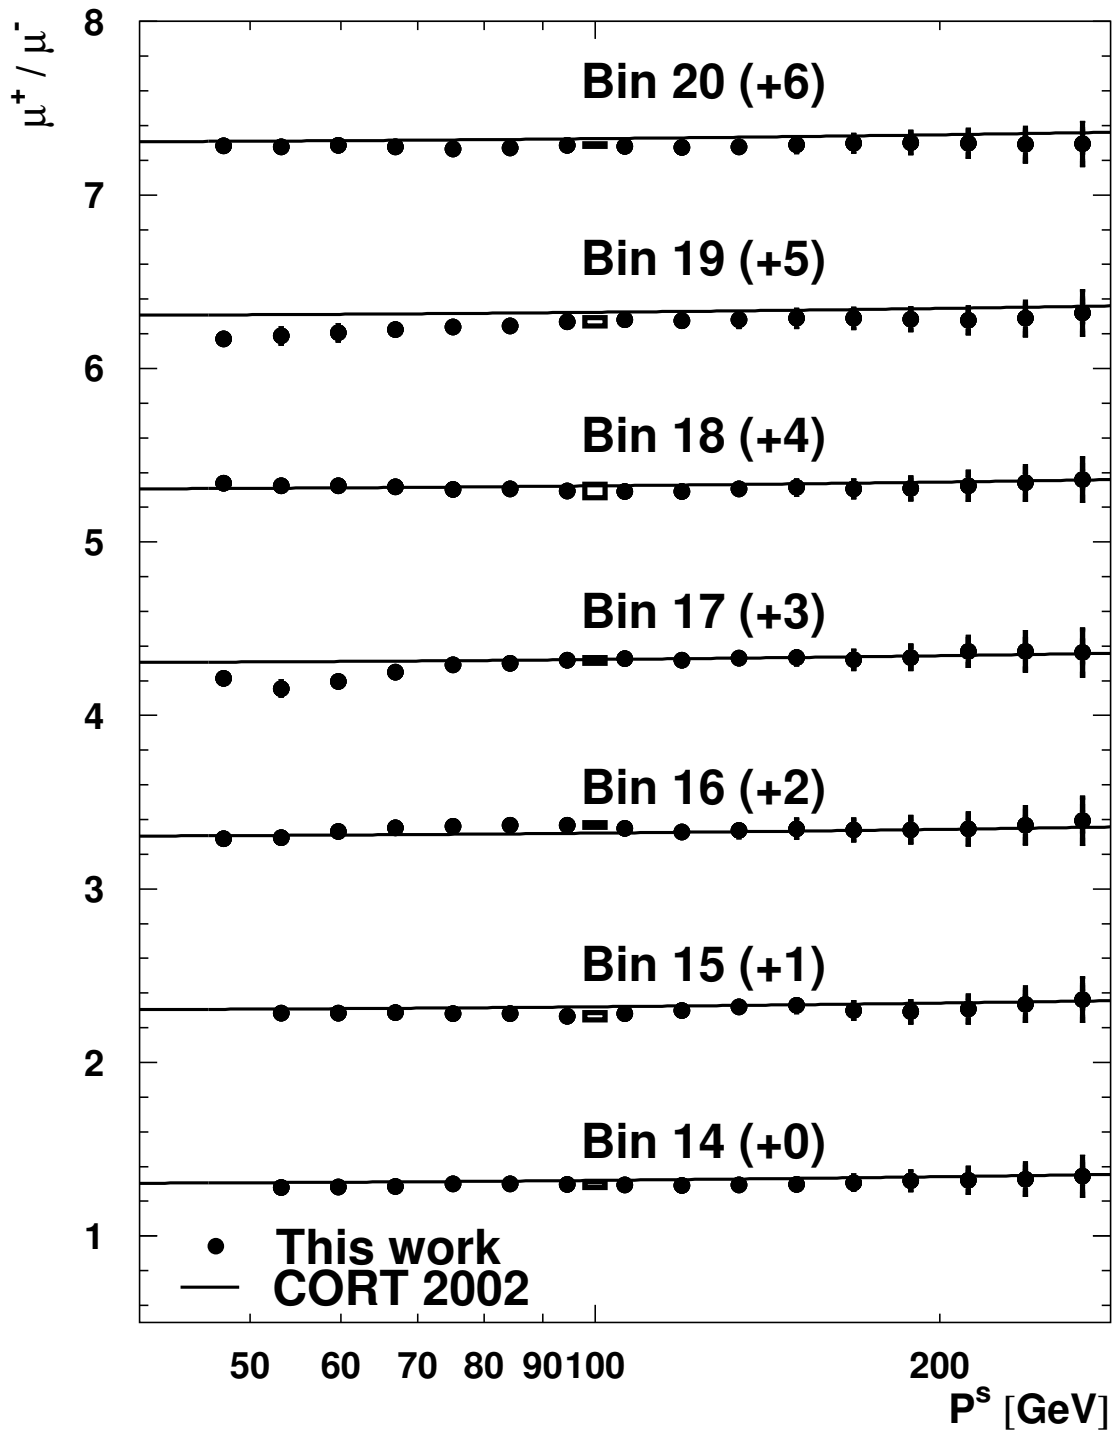 8
μ⁺ / μ⁻
Bin 20 (+6)
7
Bin 19 (+5)
6
Bin 18 (+4)
5
Bin 17 (+3)
4
Bin 16 (+2)
3
Bin 15 (+1)
2
Bin 14 (+0)
1
This work
CORT 2002
50 60 70 80 90 100 200
Pˢ [GeV]